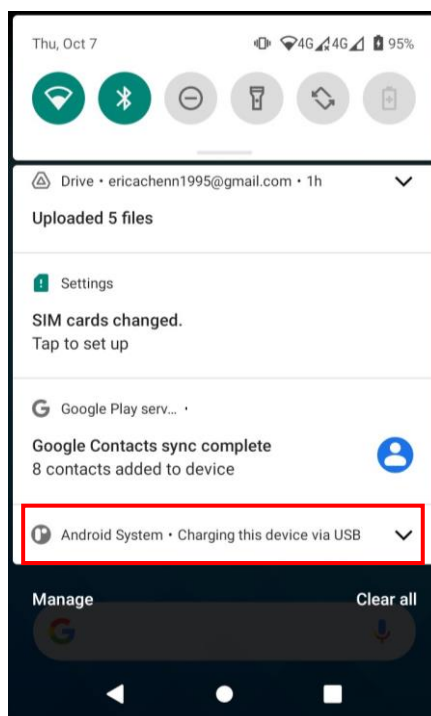 Thu, Oct 7 4G 4G 95%
Drive • ericachenn1995@gmail.com • 1h
Uploaded 5 files
Settings
SIM cards changed.
Tap to set up
G Google Play serv... •
Google Contacts sync complete
8 contacts added to device
Android System • Charging this device via USB
Manage Clear all
G